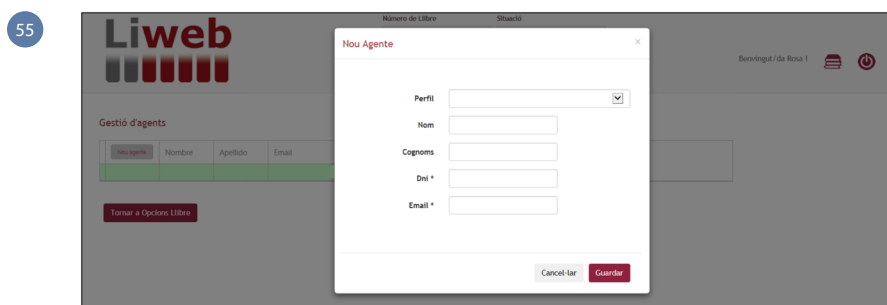 55
Liweb
Número de Llibre Situació
Nou Agente ×
Benvingut/da Rosa !
Perfil
Nom
Cognoms
Dni *
Email *
Cancel·lar Guardar
Gestió d'agents
Nou agente Nombre Apellido Email
Tornar a Opcions Llibre